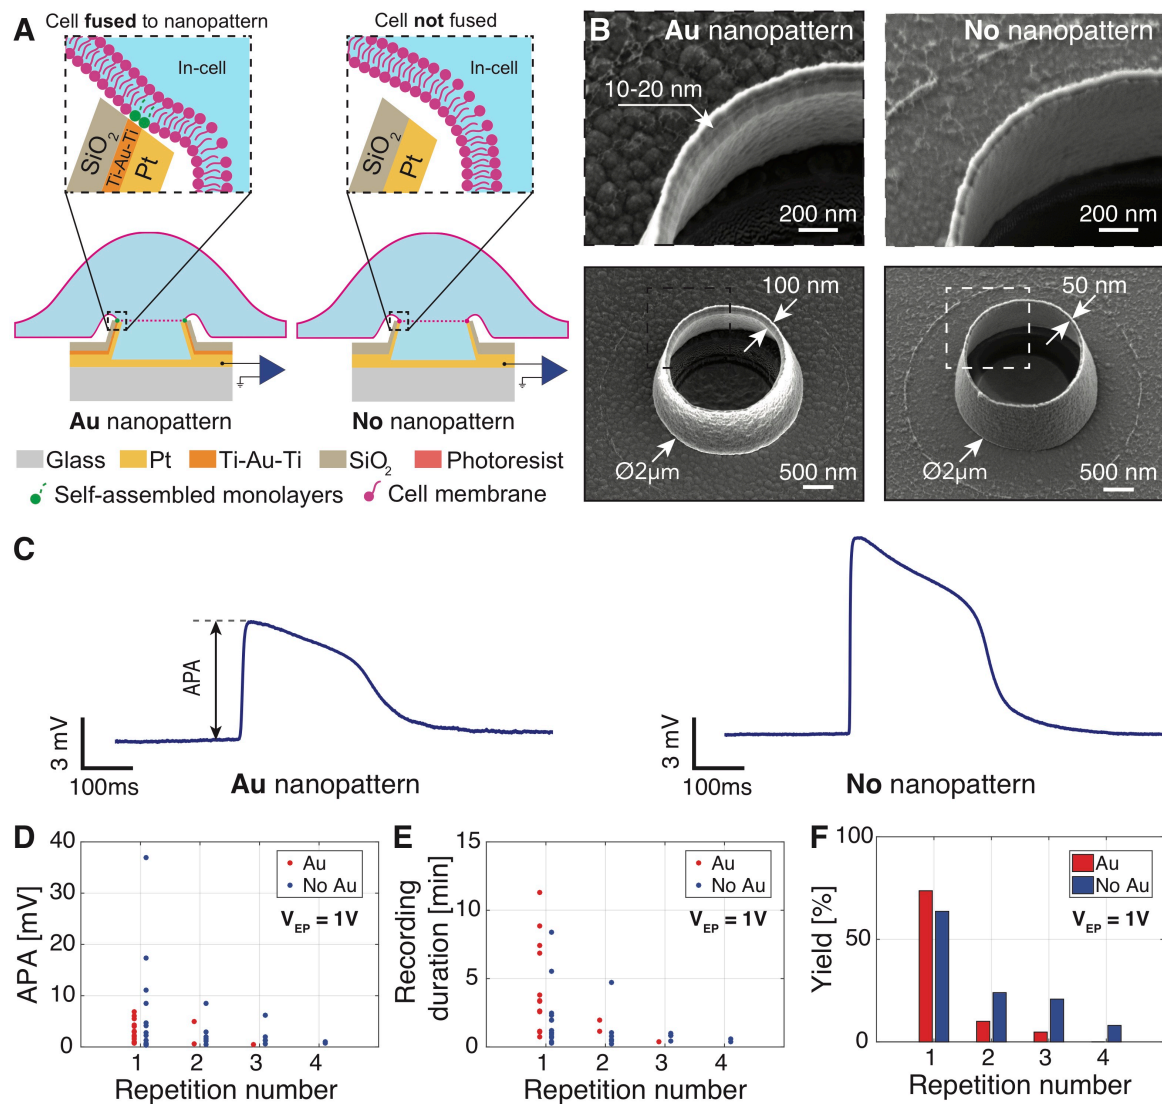 A
Cell fused to nanopattern
Cell not fused
In-cell
SiO2
Ti-Au-Ti
Pt
In-cell
SiO2
Pt
Au nanopattern
No nanopattern
Glass
Pt
Ti-Au-Ti
SiO2
Photoresist
Self-assembled monolayers
Cell membrane
B
Au nanopattern
10-20 nm
200 nm
No nanopattern
200 nm
100 nm
Ø2µm
500 nm
50 nm
Ø2µm
500 nm
C
APA
3 mV
100ms
Au nanopattern
3 mV
100ms
No nanopattern
D
APA [mV]
40
30
20
10
0
1 2 3 4
Repetition number
Au
No Au
VEP = 1V
E
Recording
duration [min]
15
10
5
0
1 2 3 4
Repetition number
Au
No Au
VEP = 1V
F
Yield [%]
100
50
0
1 2 3 4
Repetition number
Au
No Au
VEP = 1V